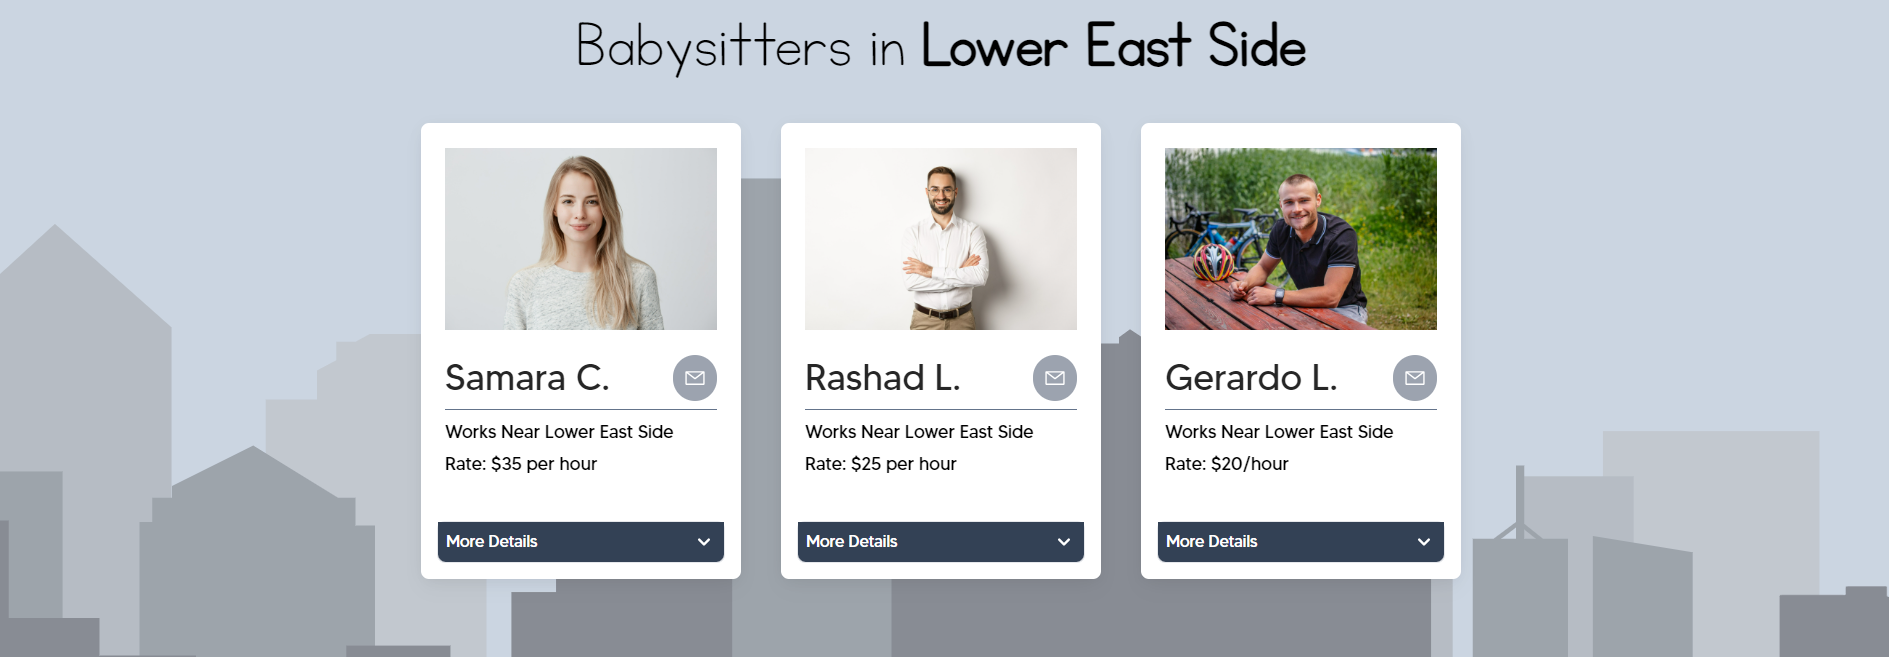 Babysitters in Lower East Side
Samara C.
Works Near Lower East Side
Rate: $35 per hour
More Details
Rashad L.
Works Near Lower East Side
Rate: $25 per hour
More Details
Gerardo L.
Works Near Lower East Side
Rate: $20/hour
More Details